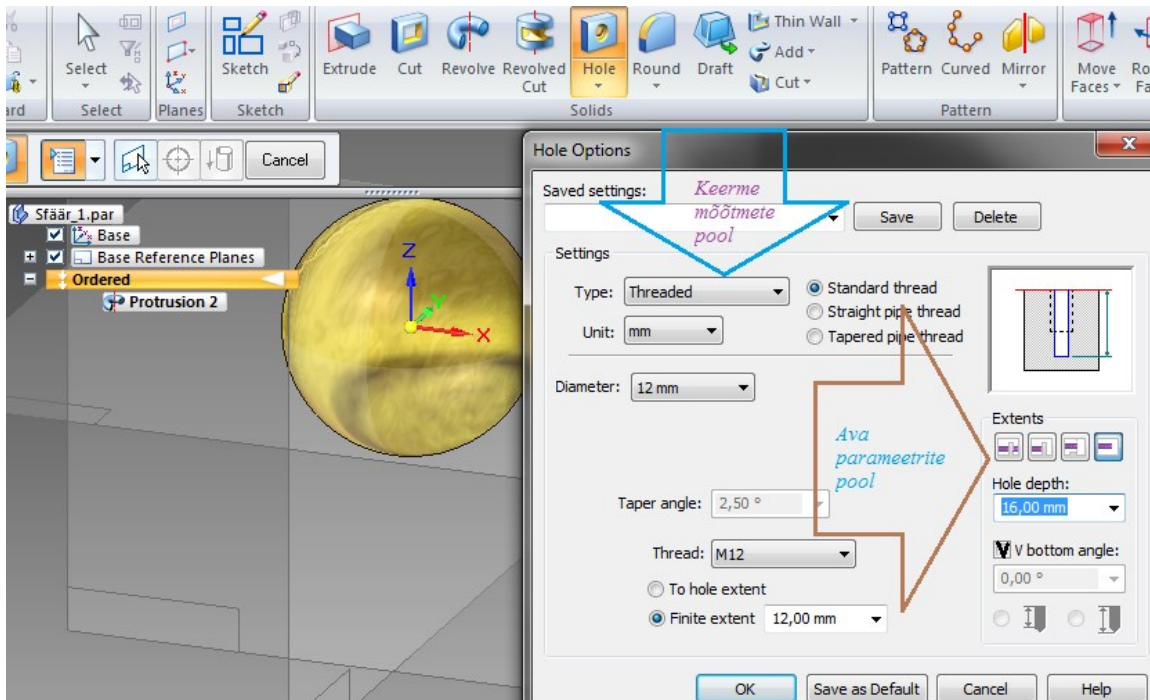 Select
Sketch
Extrude
Cut
Revolve
Revolved
Cut
Hole
Round
Draft
Thin Wall
Add
Cut
Pattern
Curved
Mirror
Move
Faces
Select
Planes
Sketch
Solids
Pattern
Cancel
Sfäär_1.par
Base
Base Reference Planes
Ordered
Protrusion 2
Z
Y
X
Hole Options
X
Saved settings:
Keerme
mõõtmete
pool
Save
Delete
Settings
Type: Threaded
Standard thread
Straight pipe thread
Tapered pipe thread
Unit: mm
Diameter: 12 mm
Ava
parameetrite
pool
Taper angle: 2,50 °
Thread: M12
To hole extent
Finite extent 12,00 mm
Extents
Hole depth:
16,00 mm
V bottom angle:
0,00 °
OK
Save as Default
Cancel
Help